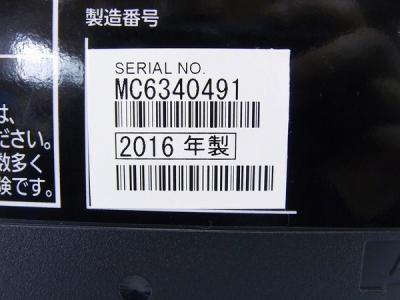 製造番号
SERIAL NO.
MC6340491
2016 年製
は、
ださい。
数多く
険です。